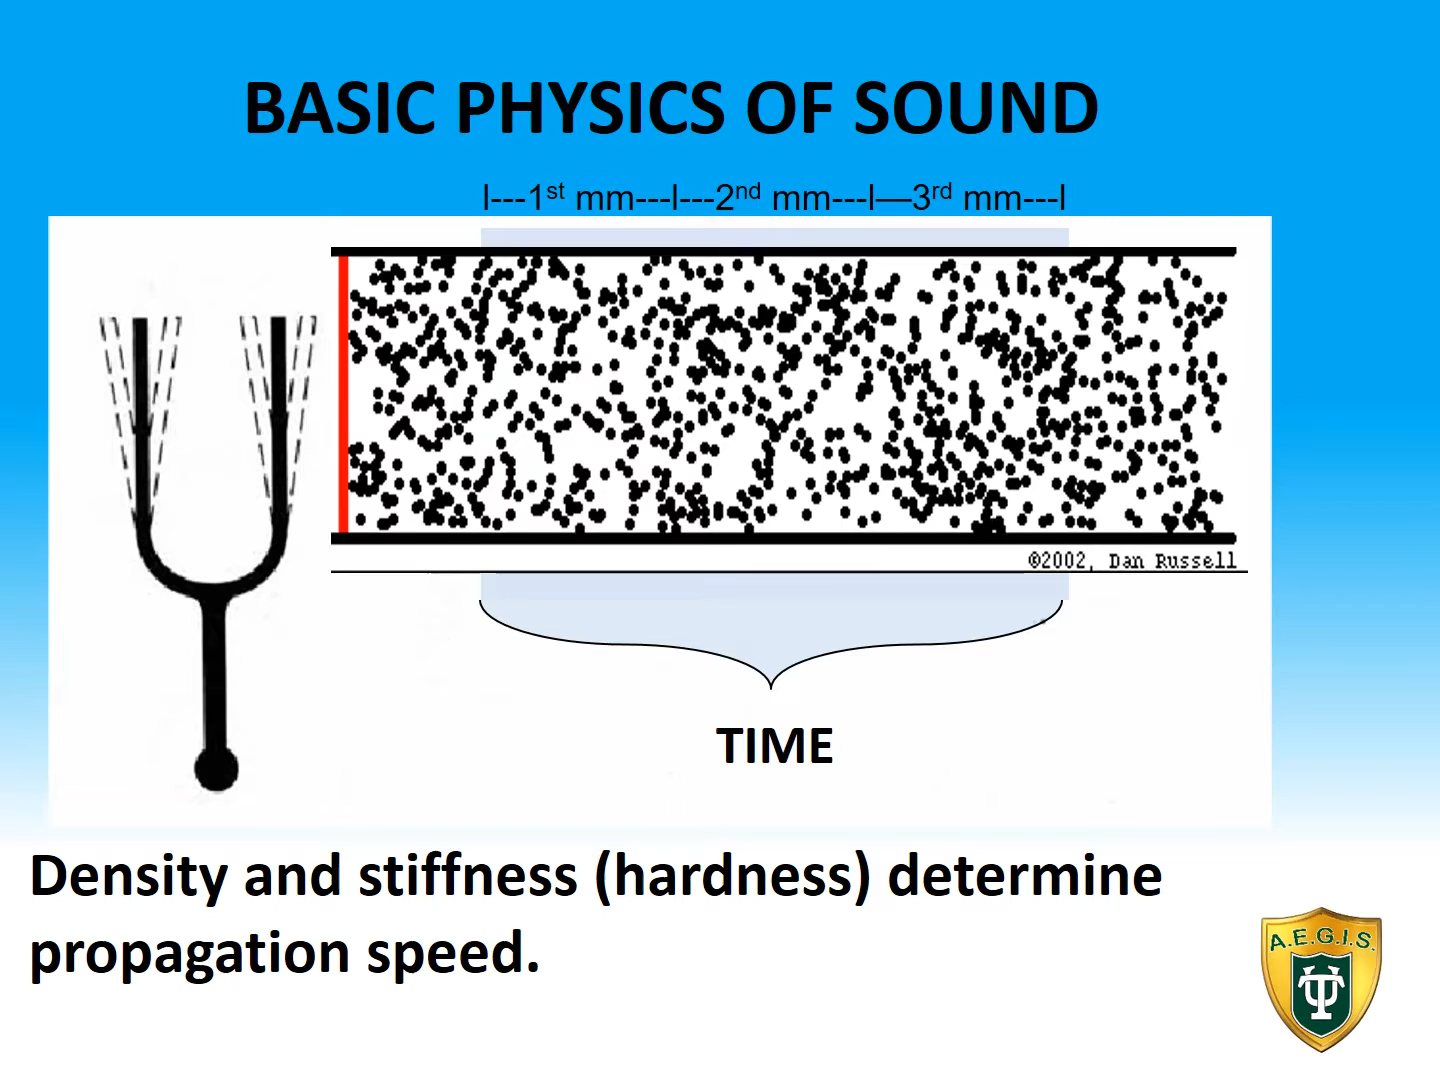 BASIC PHYSICS OF SOUND
l---1st mm---l---2nd mm---l—3rd mm---l
©2002, Dan Russell
TIME
Density and stiffness (hardness) determine
propagation speed.
A.E.G.I.S.
TU